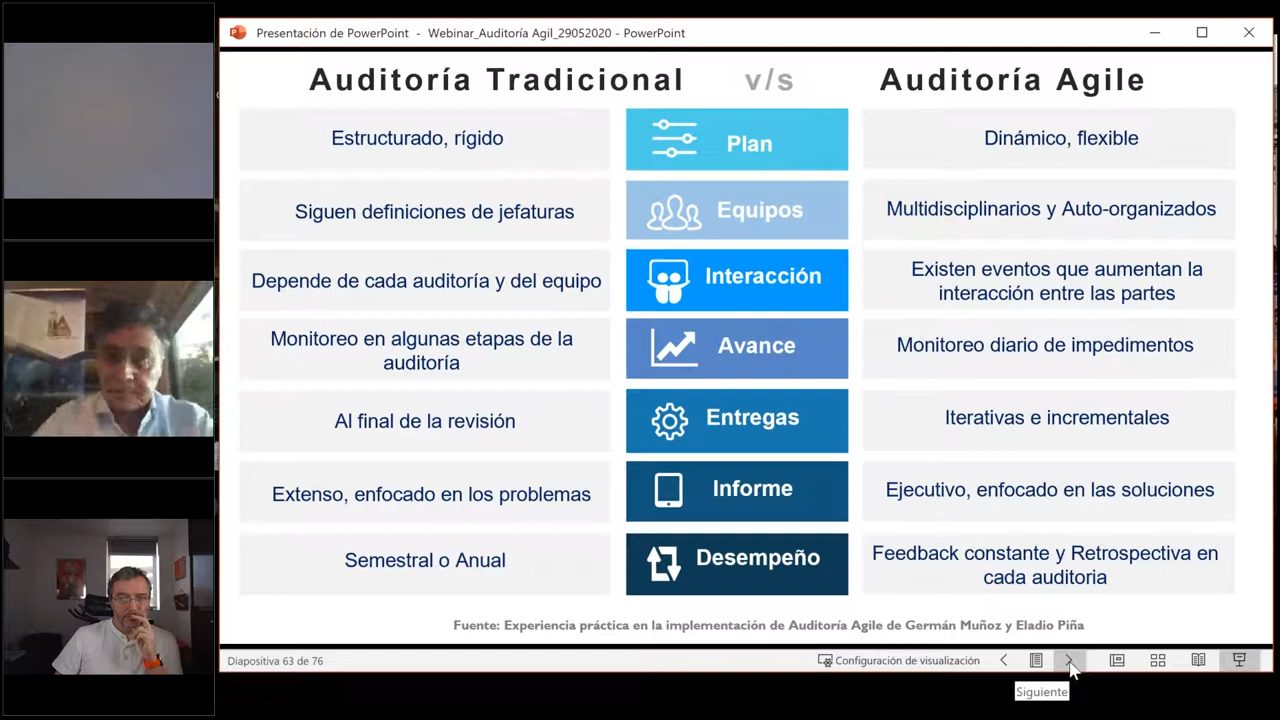 Presentación de PowerPoint - Webinar_Auditoría Agil_29052020 - PowerPoint
Auditoría Tradicional v/s Auditoría Agile
Estructurado, rígido
Plan
Dinámico, flexible
Siguen definiciones de jefaturas
Equipos
Multidisciplinarios y Auto-organizados
Depende de cada auditoría y del equipo
Interacción
Existen eventos que aumentan la
interacción entre las partes
Monitoreo en algunas etapas de la
auditoría
Avance
Monitoreo diario de impedimentos
Al final de la revisión
Entregas
Iterativas e incrementales
Extenso, enfocado en los problemas
Informe
Ejecutivo, enfocado en las soluciones
Semestral o Anual
Desempeño
Feedback constante y Retrospectiva en
cada auditoria
Fuente: Experiencia práctica en la implementación de Auditoría Agile de Germán Muñoz y Eladio Piña
Diapositiva 63 de 76
Configuración de visualización
Siguiente